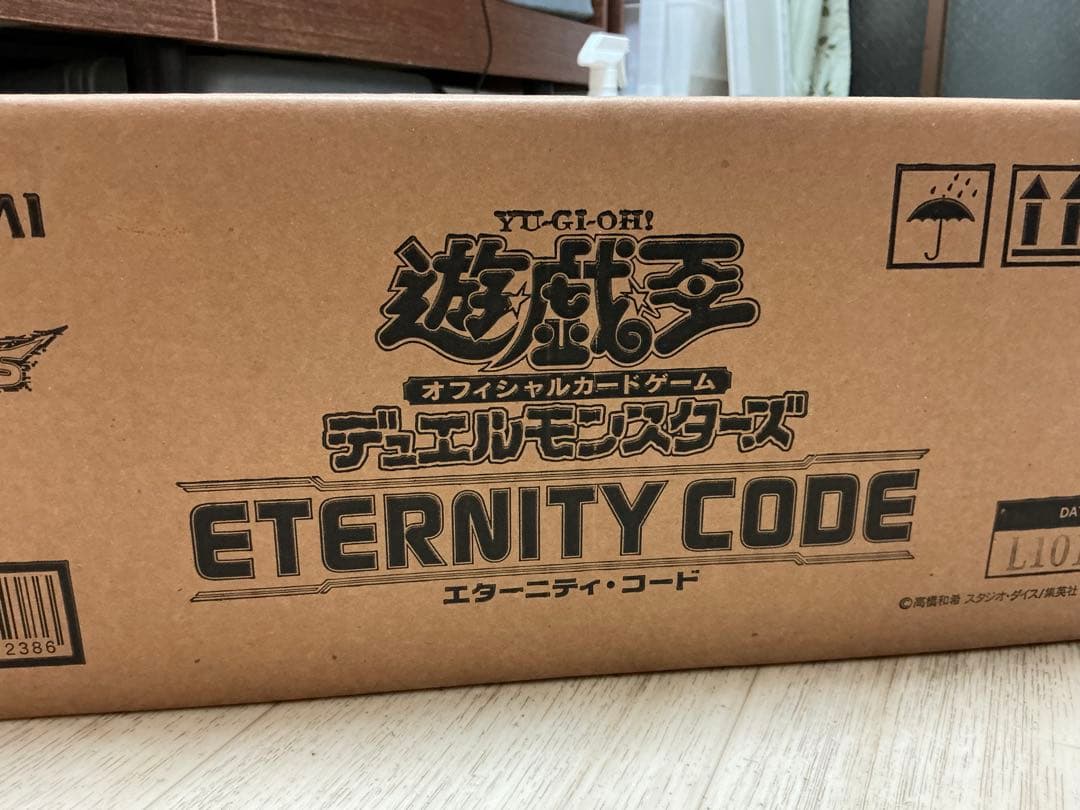 YU-GI-OH!
遊戯王
オフィシャルカードゲーム
デュエルモンスターズ
ETERNITY CODE
エターニティ・コード
©高橋和希 スタジオ・ダイス/集英社
2386